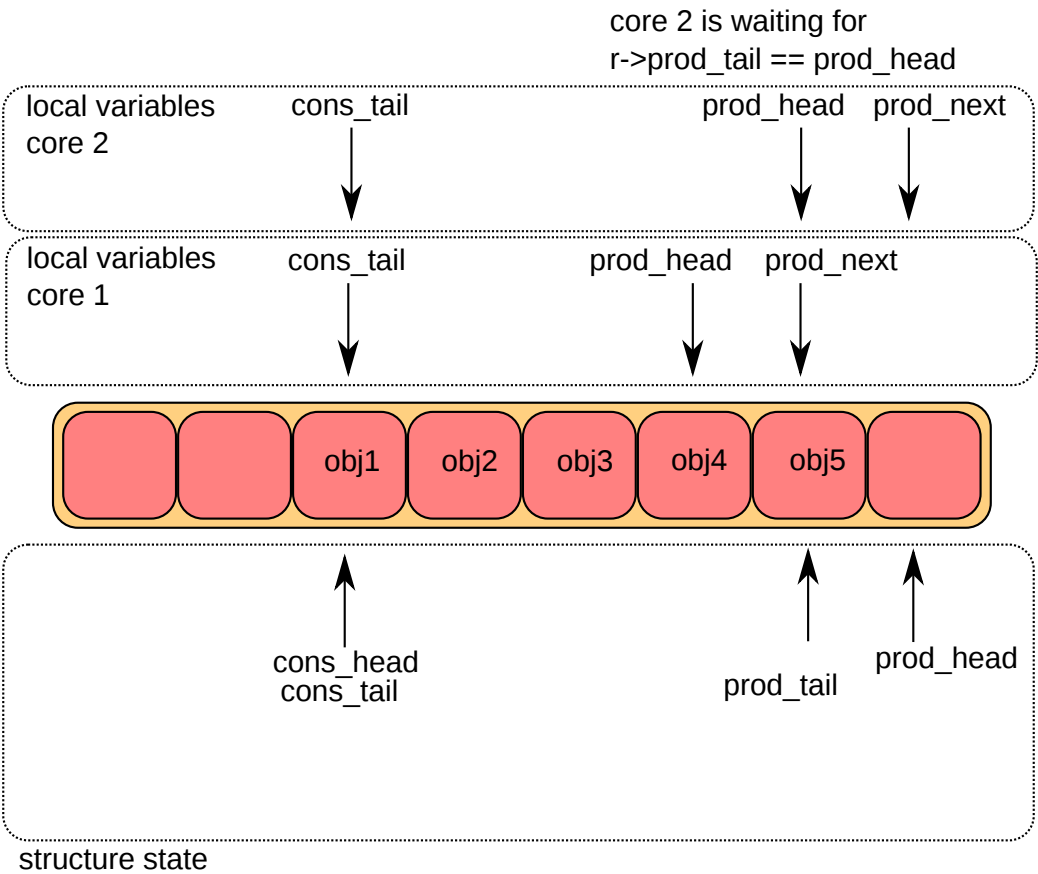 core 2 is waiting for
r->prod_tail == prod_head
local variables
core 2
cons_tail
prod_head
prod_next
local variables
core 1
cons_tail
prod_head
prod_next
obj1
obj2
obj3
obj4
obj5
cons_head
cons_tail
prod_tail
prod_head
structure state